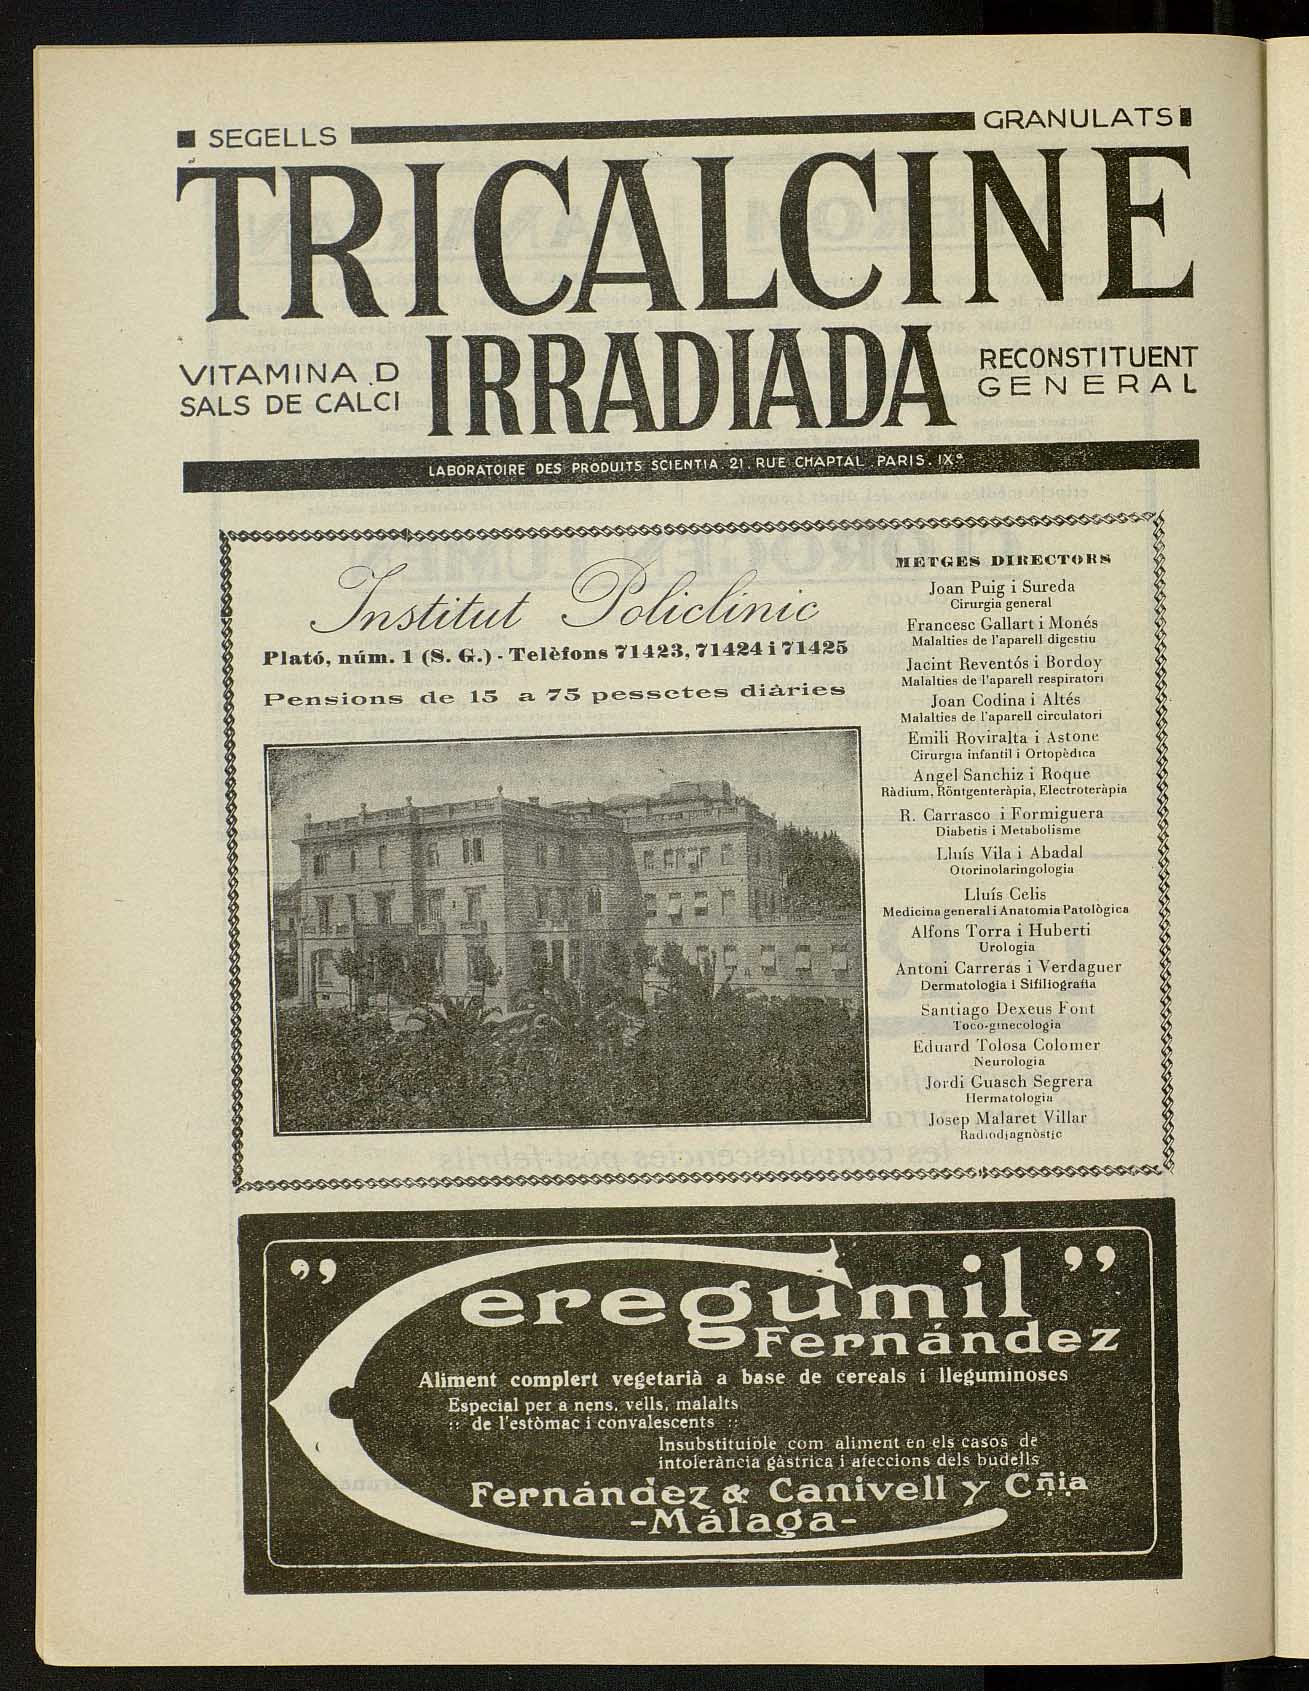 SEGELLS
GRANULATS
TRICALCINE
VITAMINA D
SALS DE CALCI
IRRADIADA
RECONSTITUENT
GENERAL
LABORATOIRE DES PRODUITS SCIENTIA. 21. RUE CHAPTAL. PARIS. IXe.
Institut Policlinic
Plató, núm. 1 (S. G.) - Telèfons 71423, 71424 i 71425
Pensions de 15 a 75 pessetes diàries
METGES DIRECTORS
Joan Puig i Sureda
Cirurgia general
Francesc Gallart i Monés
Malalties de l'aparell digestiu
Jacint Reventós i Bordoy
Malalties de l'aparell respiratori
Joan Codina i Altés
Malalties de l'aparell circulatori
Emili Roviralta i Astone
Cirurgia infantil i Ortopèdica
Angel Sanchiz i Roque
Ràdium, Röntgenteràpia, Electroteràpia
R. Carrasco i Formiguera
Diabetis i Metabolisme
Lluís Vila i Abadal
Otorinolaringologia
Lluís Celis
Medicina general i Anatomia Patològica
Alfons Torra i Huberti
Urologia
Antoni Carreras i Verdaguer
Dermatologia i Sifiliografia
Santiago Dexeus Font
Toco-ginecologia
Eduard Tolosa Colomer
Neurologia
Jordi Guasch Segrera
Hermatologia
Josep Malaret Villar
Radiodiagnòstic
"Ceregumil"
Fernández
Aliment complert vegetarià a base de cereals i lleguminoses
Especial per a nens, vells, malalts
:: de l'estòmac i convalescents ::
Insubstituïble com aliment en els casos de
intolerància gàstrica i afeccions dels budells
Fernández & Canivell y Cñia.
-Málaga-